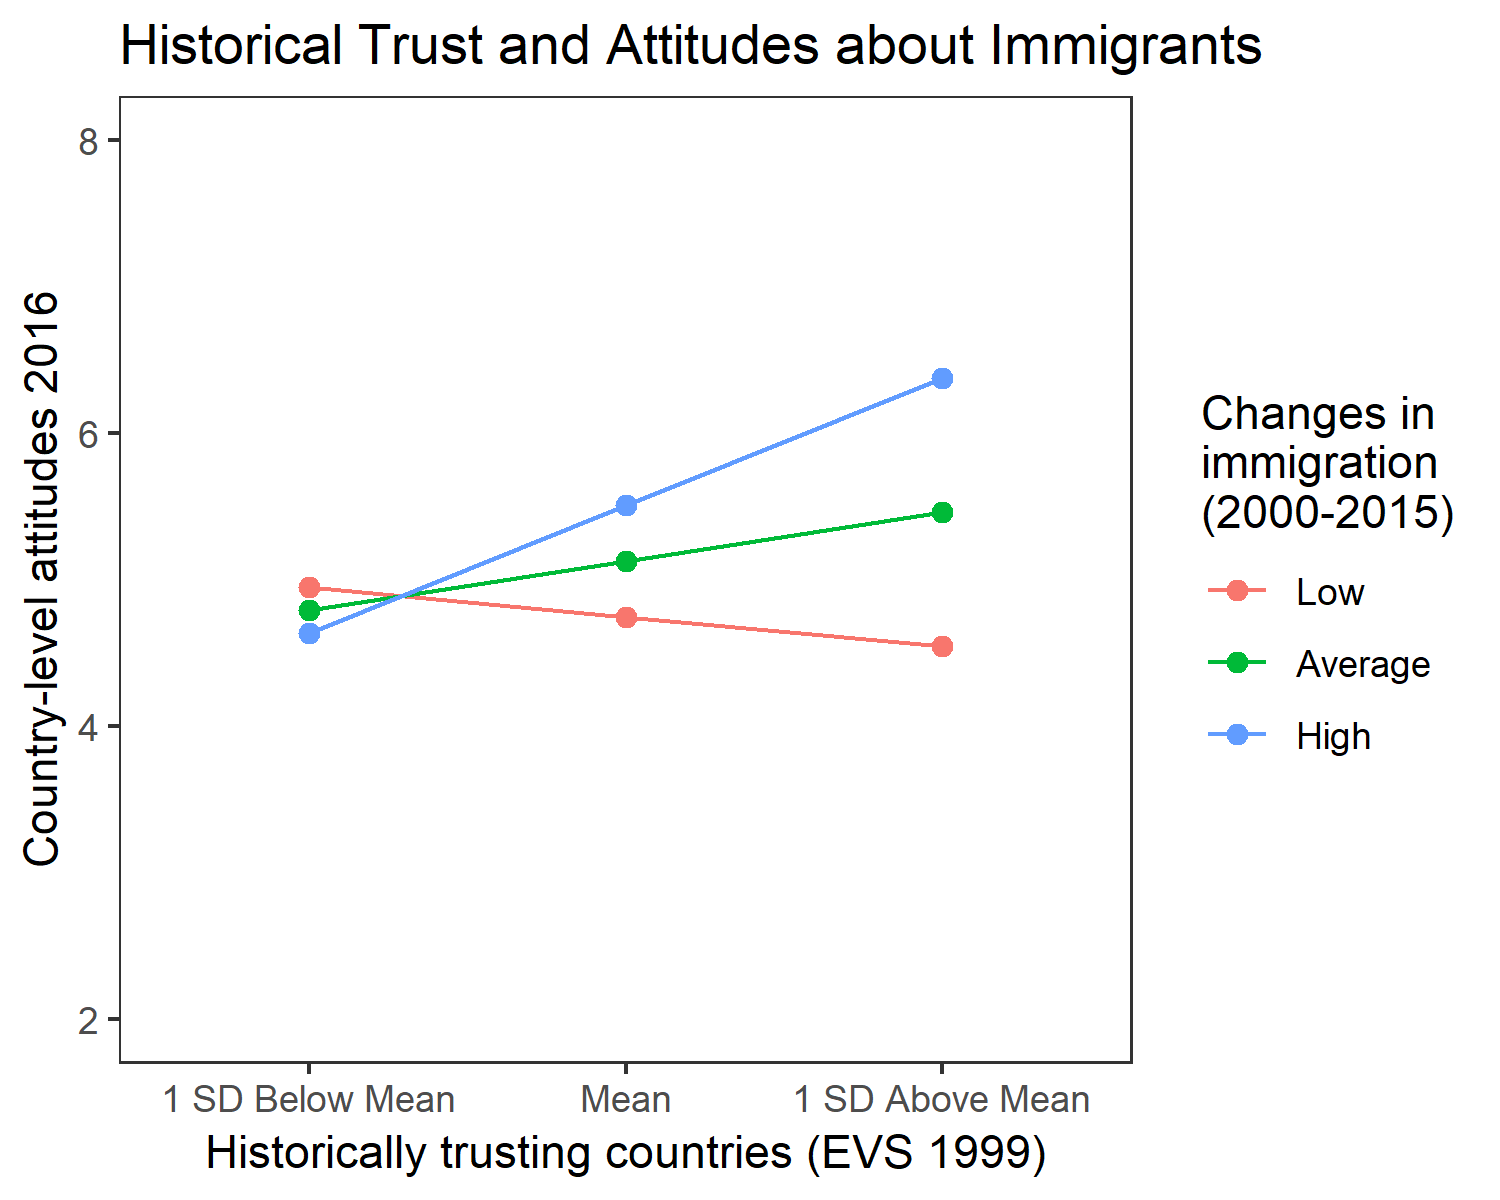 Historical Trust and Attitudes about Immigrants
Country-level attitudes 2016
8
6
4
2
1 SD Below Mean
Mean
1 SD Above Mean
Historically trusting countries (EVS 1999)
Changes in
immigration
(2000-2015)
Low
Average
High